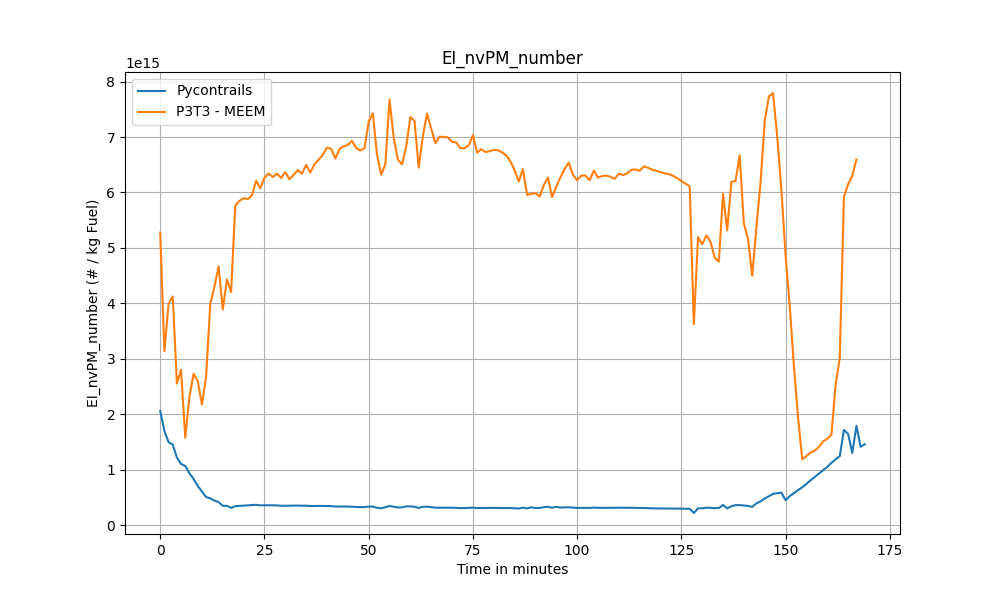 EI_nvPM_number
1e15
Pycontrails
P3T3 - MEEM
EI_nvPM_number (# / kg Fuel)
8
7
6
5
4
3
2
1
0
0 25 50 75 100 125 150 175
Time in minutes